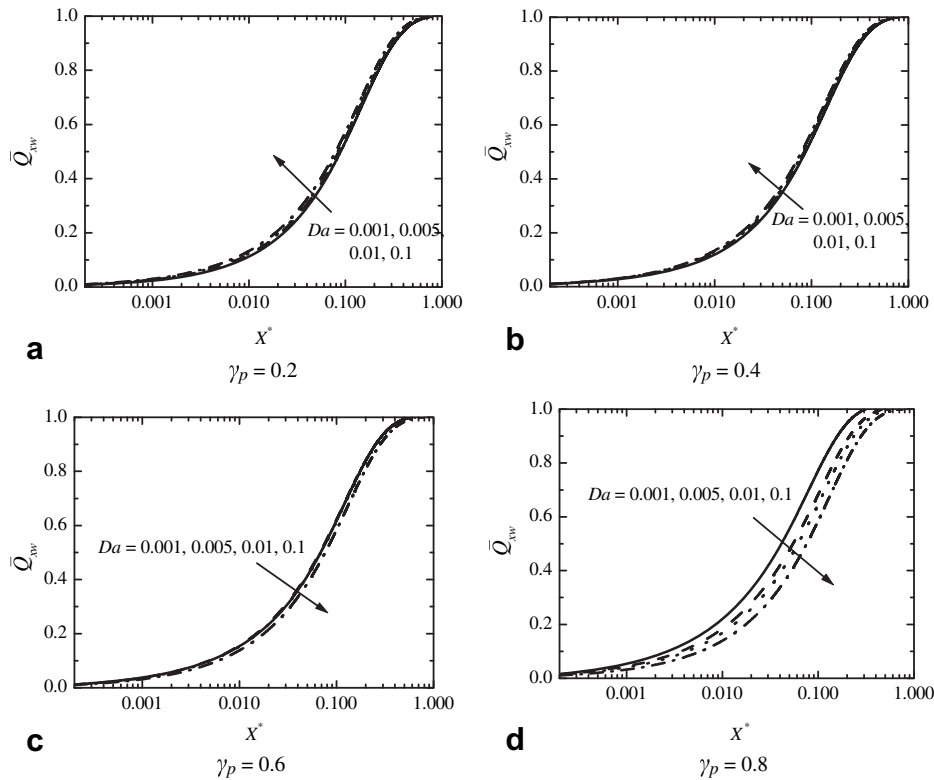 1.0
0.8
0.6
0.4
0.2
0.0
Q̄xw
Da = 0.001, 0.005,
0.01, 0.1
0.001 0.010 0.100 1.000
X*
a
γp = 0.2
1.0
0.8
0.6
0.4
0.2
0.0
Q̄xw
Da = 0.001, 0.005,
0.01, 0.1
0.001 0.010 0.100 1.000
X*
b
γp = 0.4
1.0
0.8
0.6
0.4
0.2
0.0
Q̄xw
Da = 0.001, 0.005, 0.01, 0.1
0.001 0.010 0.100 1.000
X*
c
γp = 0.6
1.0
0.8
0.6
0.4
0.2
0.0
Q̄xw
Da = 0.001, 0.005, 0.01, 0.1
0.001 0.010 0.100 1.000
X*
d
γp = 0.8